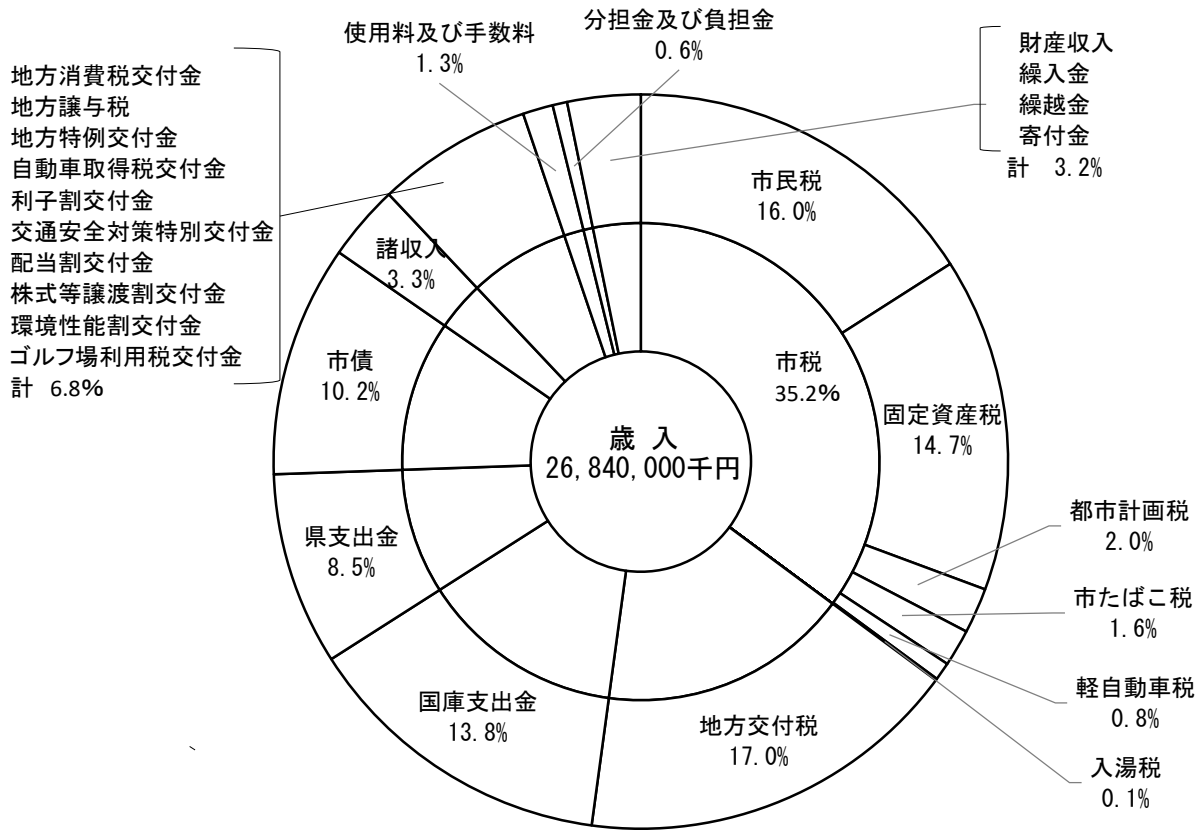 地方消費税交付金
地方譲与税
地方特例交付金
自動車取得税交付金
利子割交付金
交通安全対策特別交付金
配当割交付金
株式等譲渡割交付金
環境性能割交付金
ゴルフ場利用税交付金
計 6.8%
使用料及び手数料
1.3%
分担金及び負担金
0.6%
財産収入
繰入金
繰越金
寄付金
計 3.2%
市民税
16.0%
諸収入
3.3%
市税
35.2%
市債
10.2%
固定資産税
14.7%
歳 入
26,840,000千円
都市計画税
2.0%
県支出金
8.5%
市たばこ税
1.6%
軽自動車税
0.8%
国庫支出金
13.8%
地方交付税
17.0%
入湯税
0.1%